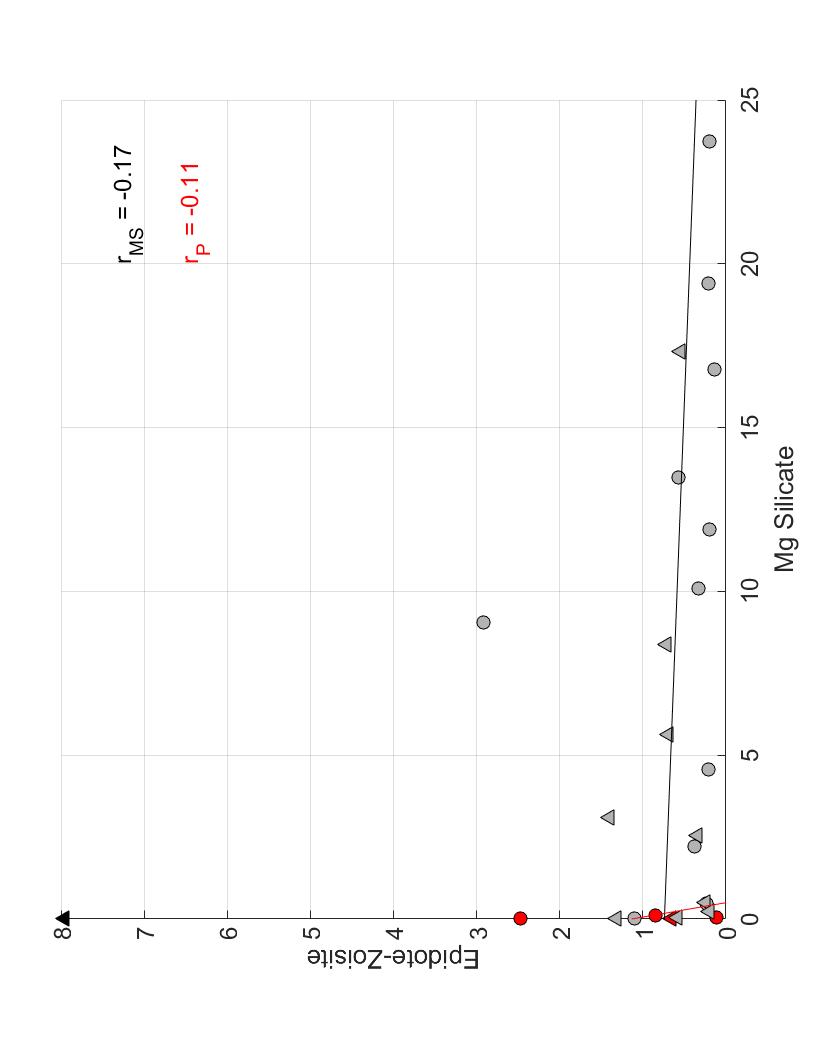 8
7
6
5
4
3
2
1
0
Epidote-Zoisite
r_MS = -0.17
r_P = -0.11
0 5 10 15 20 25
Mg Silicate